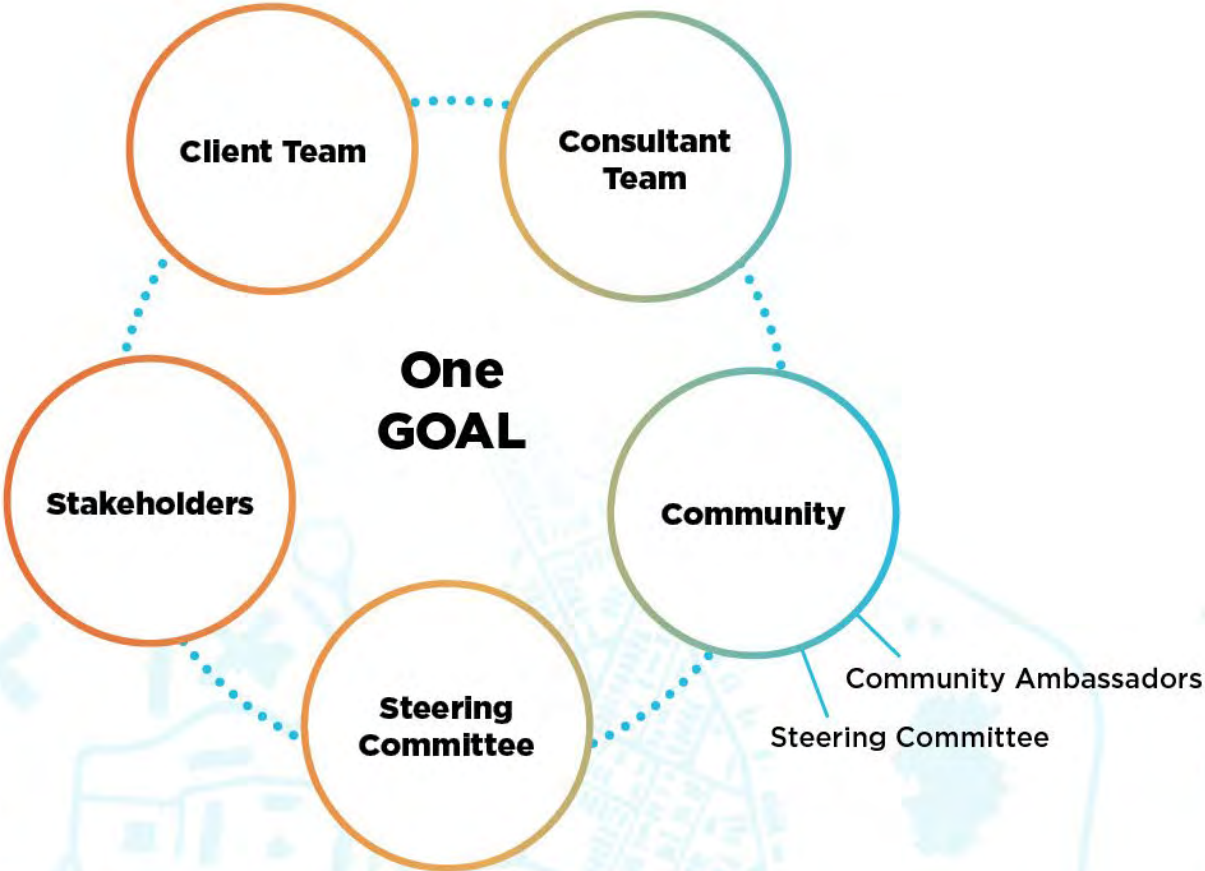 Client Team
Consultant
Team
One
GOAL
Stakeholders
Community
Community Ambassadors
Steering Committee
Steering
Committee